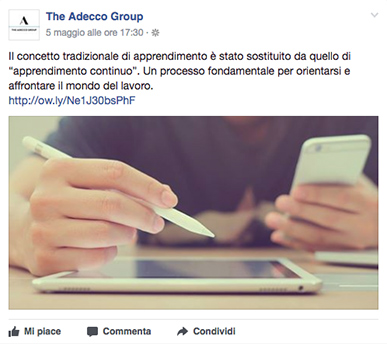 The Adecco Group
THE ADECCO GROUP
5 maggio alle ore 17:30 ·
Il concetto tradizionale di apprendimento è stato sostituito da quello di
“apprendimento continuo”. Un processo fondamentale per orientarsi e
affrontare il mondo del lavoro.
http://ow.ly/Ne1J30bsPhF
Mi piace Commenta Condividi